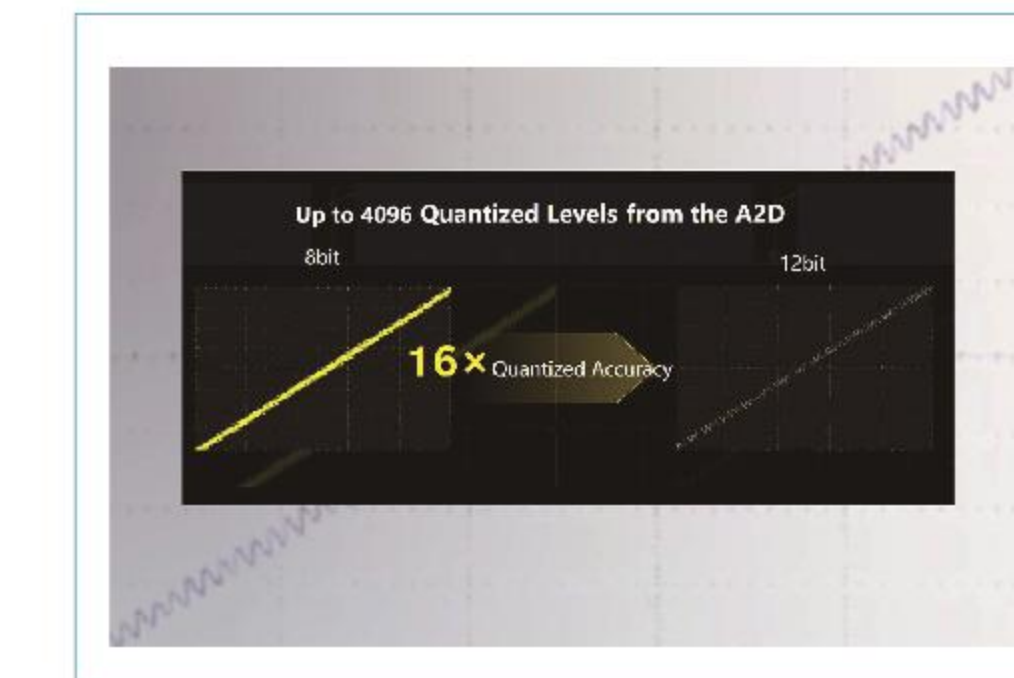 Up to 4096 Quantized Levels from the A2D
8bit
12bit
16× Quantized Accuracy